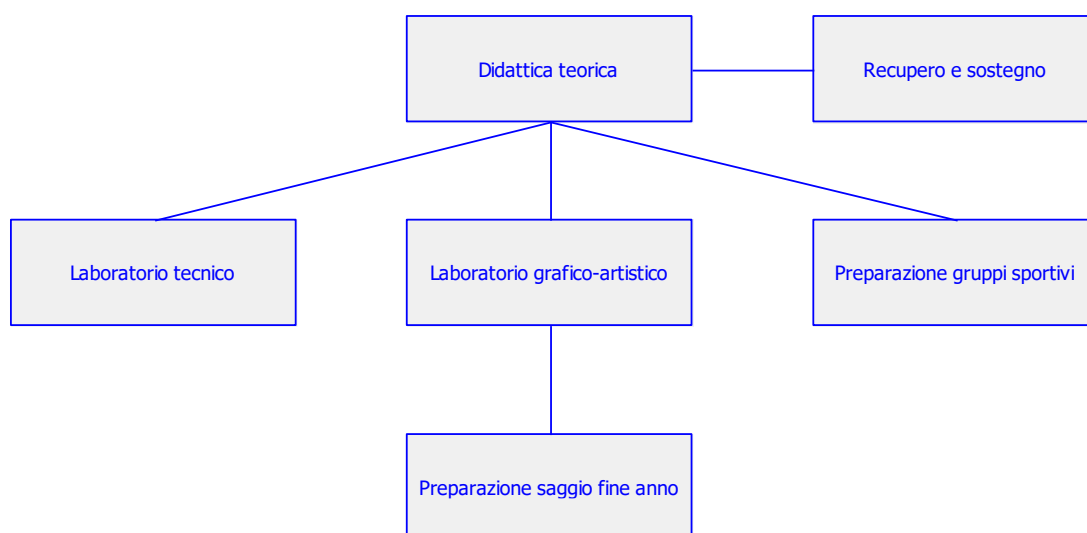 Didattica teorica
Recupero e sostegno
Laboratorio tecnico
Laboratorio grafico-artistico
Preparazione gruppi sportivi
Preparazione saggio fine anno